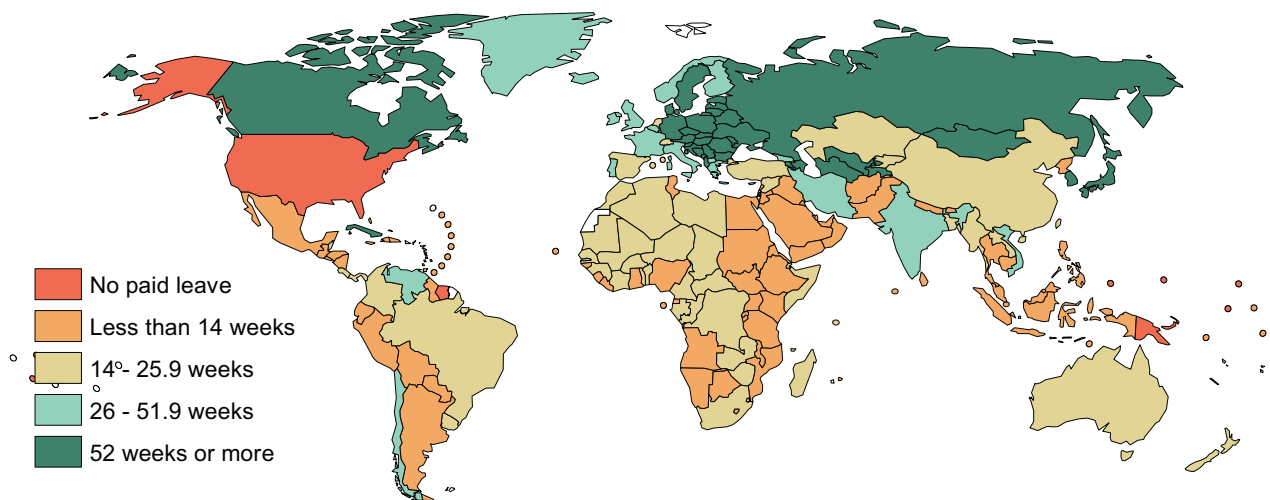 No paid leave
Less than 14 weeks
14 - 25.9 weeks
26 - 51.9 weeks
52 weeks or more